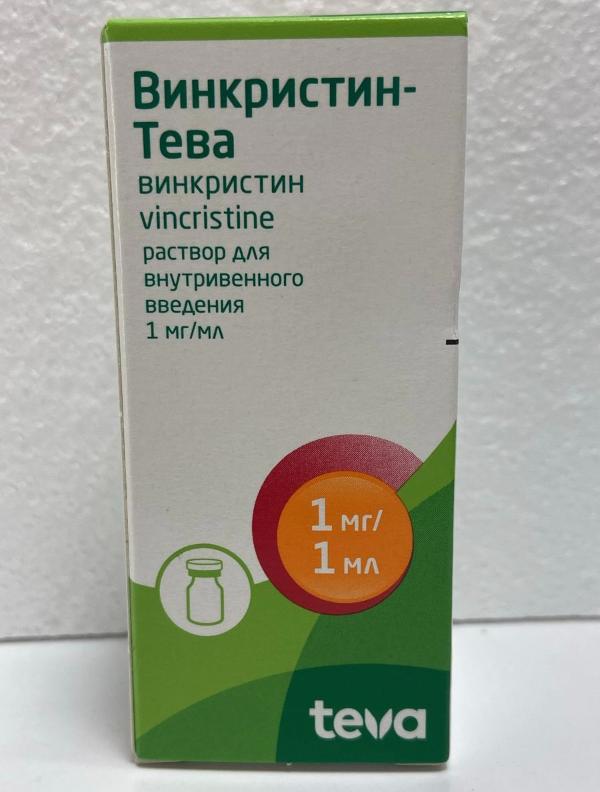 Винкристин-
Тева
винкристин
vincristine
раствор для
внутривенного
введения
1 мг/мл
1 мг/
1 мл
teva